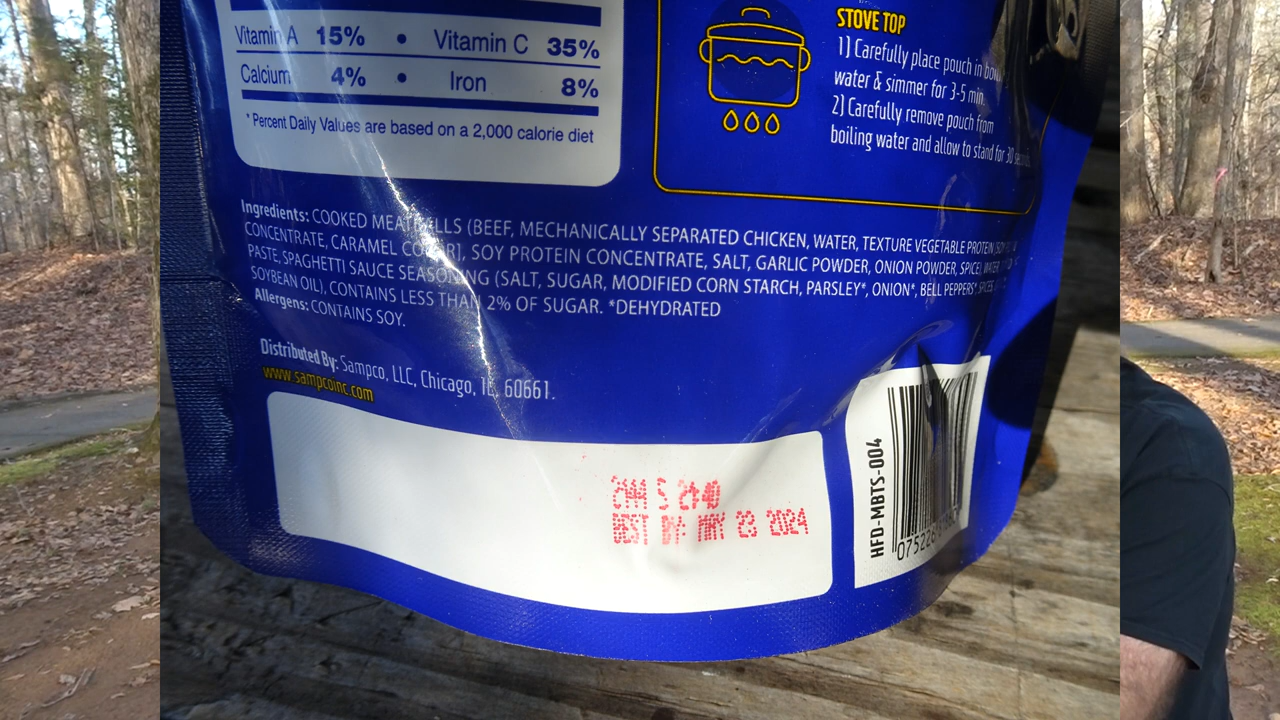 Vitamin A 15% • Vitamin C 35%
Calcium 4% • Iron 8%
* Percent Daily Values are based on a 2,000 calorie diet
STOVE TOP
1) Carefully place pouch in
water & simmer for 3-5 min.
2) Carefully remove pouch from
boiling water and allow to stand for 30
Ingredients: COOKED MEATBALLS (BEEF, MECHANICALLY SEPARATED CHICKEN, WATER, TEXTURE VEGETABLE PROTEIN
CONCENTRATE, CARAMEL COLOR), SOY PROTEIN CONCENTRATE, SALT, GARLIC POWDER, ONION POWDER, SPICE) WATER
PASTE, SPAGHETTI SAUCE SEASONING (SALT, SUGAR, MODIFIED CORN STARCH, PARSLEY*, ONION*, BELL PEPPERS*, SPICES,
SOYBEAN OIL), CONTAINS LESS THAN 2% OF SUGAR. *DEHYDRATED
Allergens: CONTAINS SOY.
Distributed By: Sampco, LLC, Chicago, IL 60661.
www.sampcoinc.com
BEST BY: MAY 23 2024
HFD-MBTS-004